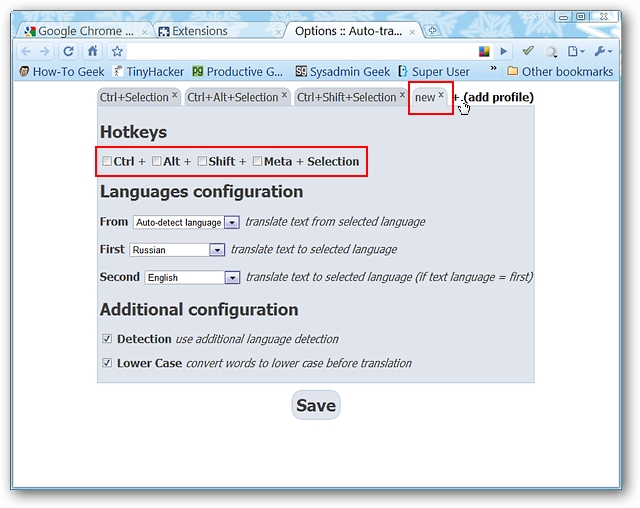 Google Chrome Extensions Options :: Auto-tra...
How-To Geek TinyHacker Productive G... Sysadmin Geek Super User » Other bookmarks
Ctrl+Selection x Ctrl+Alt+Selection x Ctrl+Shift+Selection x new x + (add profile)
Hotkeys
Ctrl + Alt + Shift + Meta + Selection
Languages configuration
From Auto-detect language translate text from selected language
First Russian translate text to selected language
Second English translate text to selected language (if text language = first)
Additional configuration
Detection use additional language detection
Lower Case convert words to lower case before translation
Save